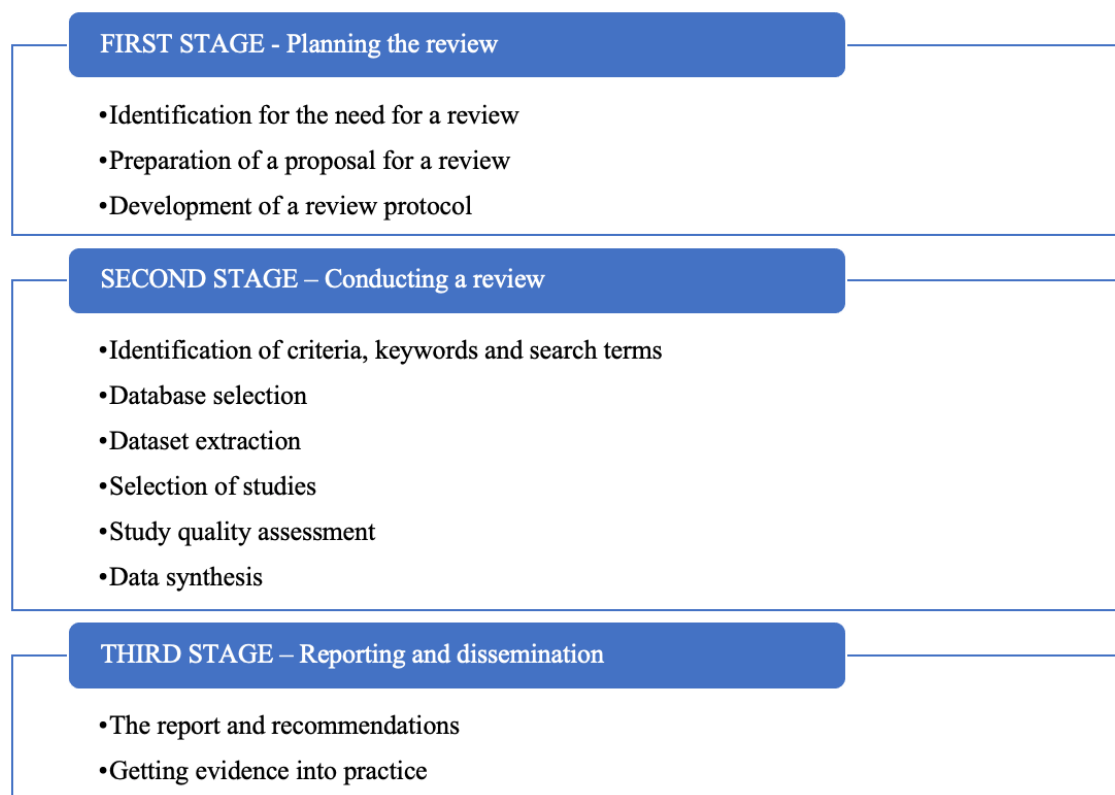 FIRST STAGE - Planning the review
•Identification for the need for a review
•Preparation of a proposal for a review
•Development of a review protocol
SECOND STAGE – Conducting a review
•Identification of criteria, keywords and search terms
•Database selection
•Dataset extraction
•Selection of studies
•Study quality assessment
•Data synthesis
THIRD STAGE – Reporting and dissemination
•The report and recommendations
•Getting evidence into practice